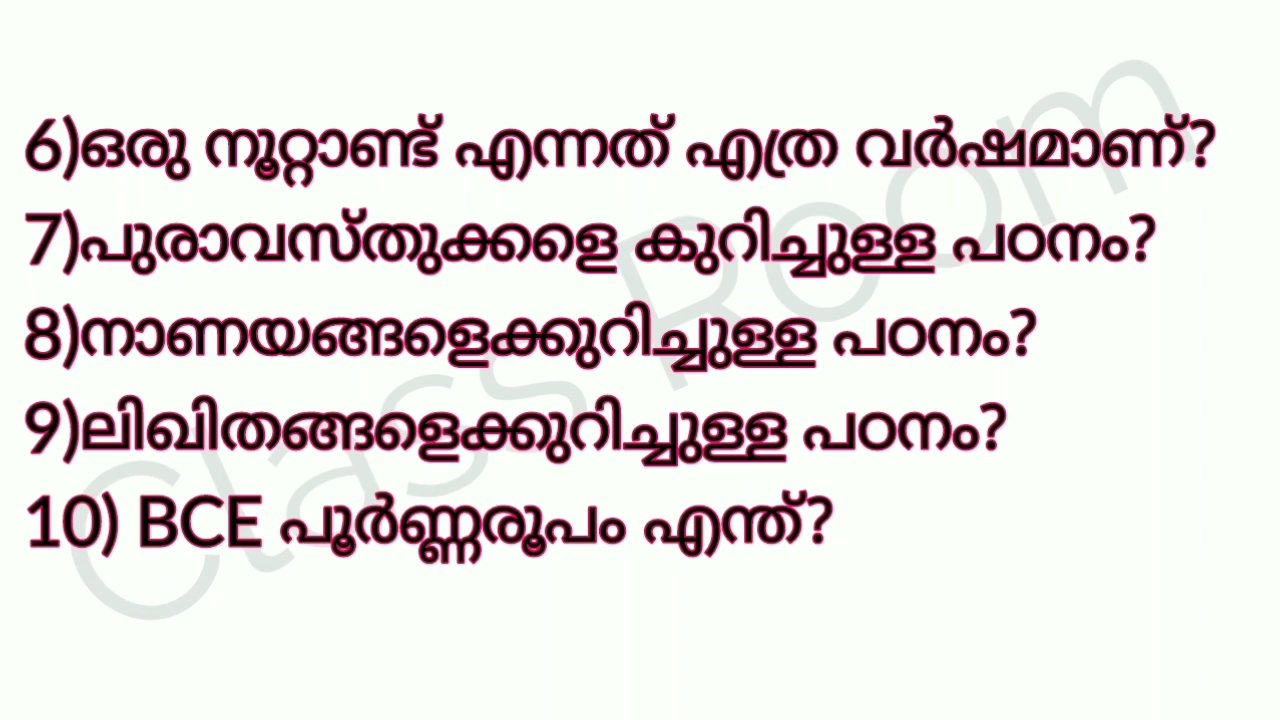 6)ഒരു നൂറ്റാണ്ട് എന്നത് എത്ര വർഷമാണ്?
7)പുരാവസ്തുക്കളെ കുറിച്ചുള്ള പഠനം?
8)നാണയങ്ങളെക്കുറിച്ചുള്ള പഠനം?
9)ലിഖിതങ്ങളെക്കുറിച്ചുള്ള പഠനം?
10) BCE പൂർണ്ണരൂപം എന്ത്?
Class Room